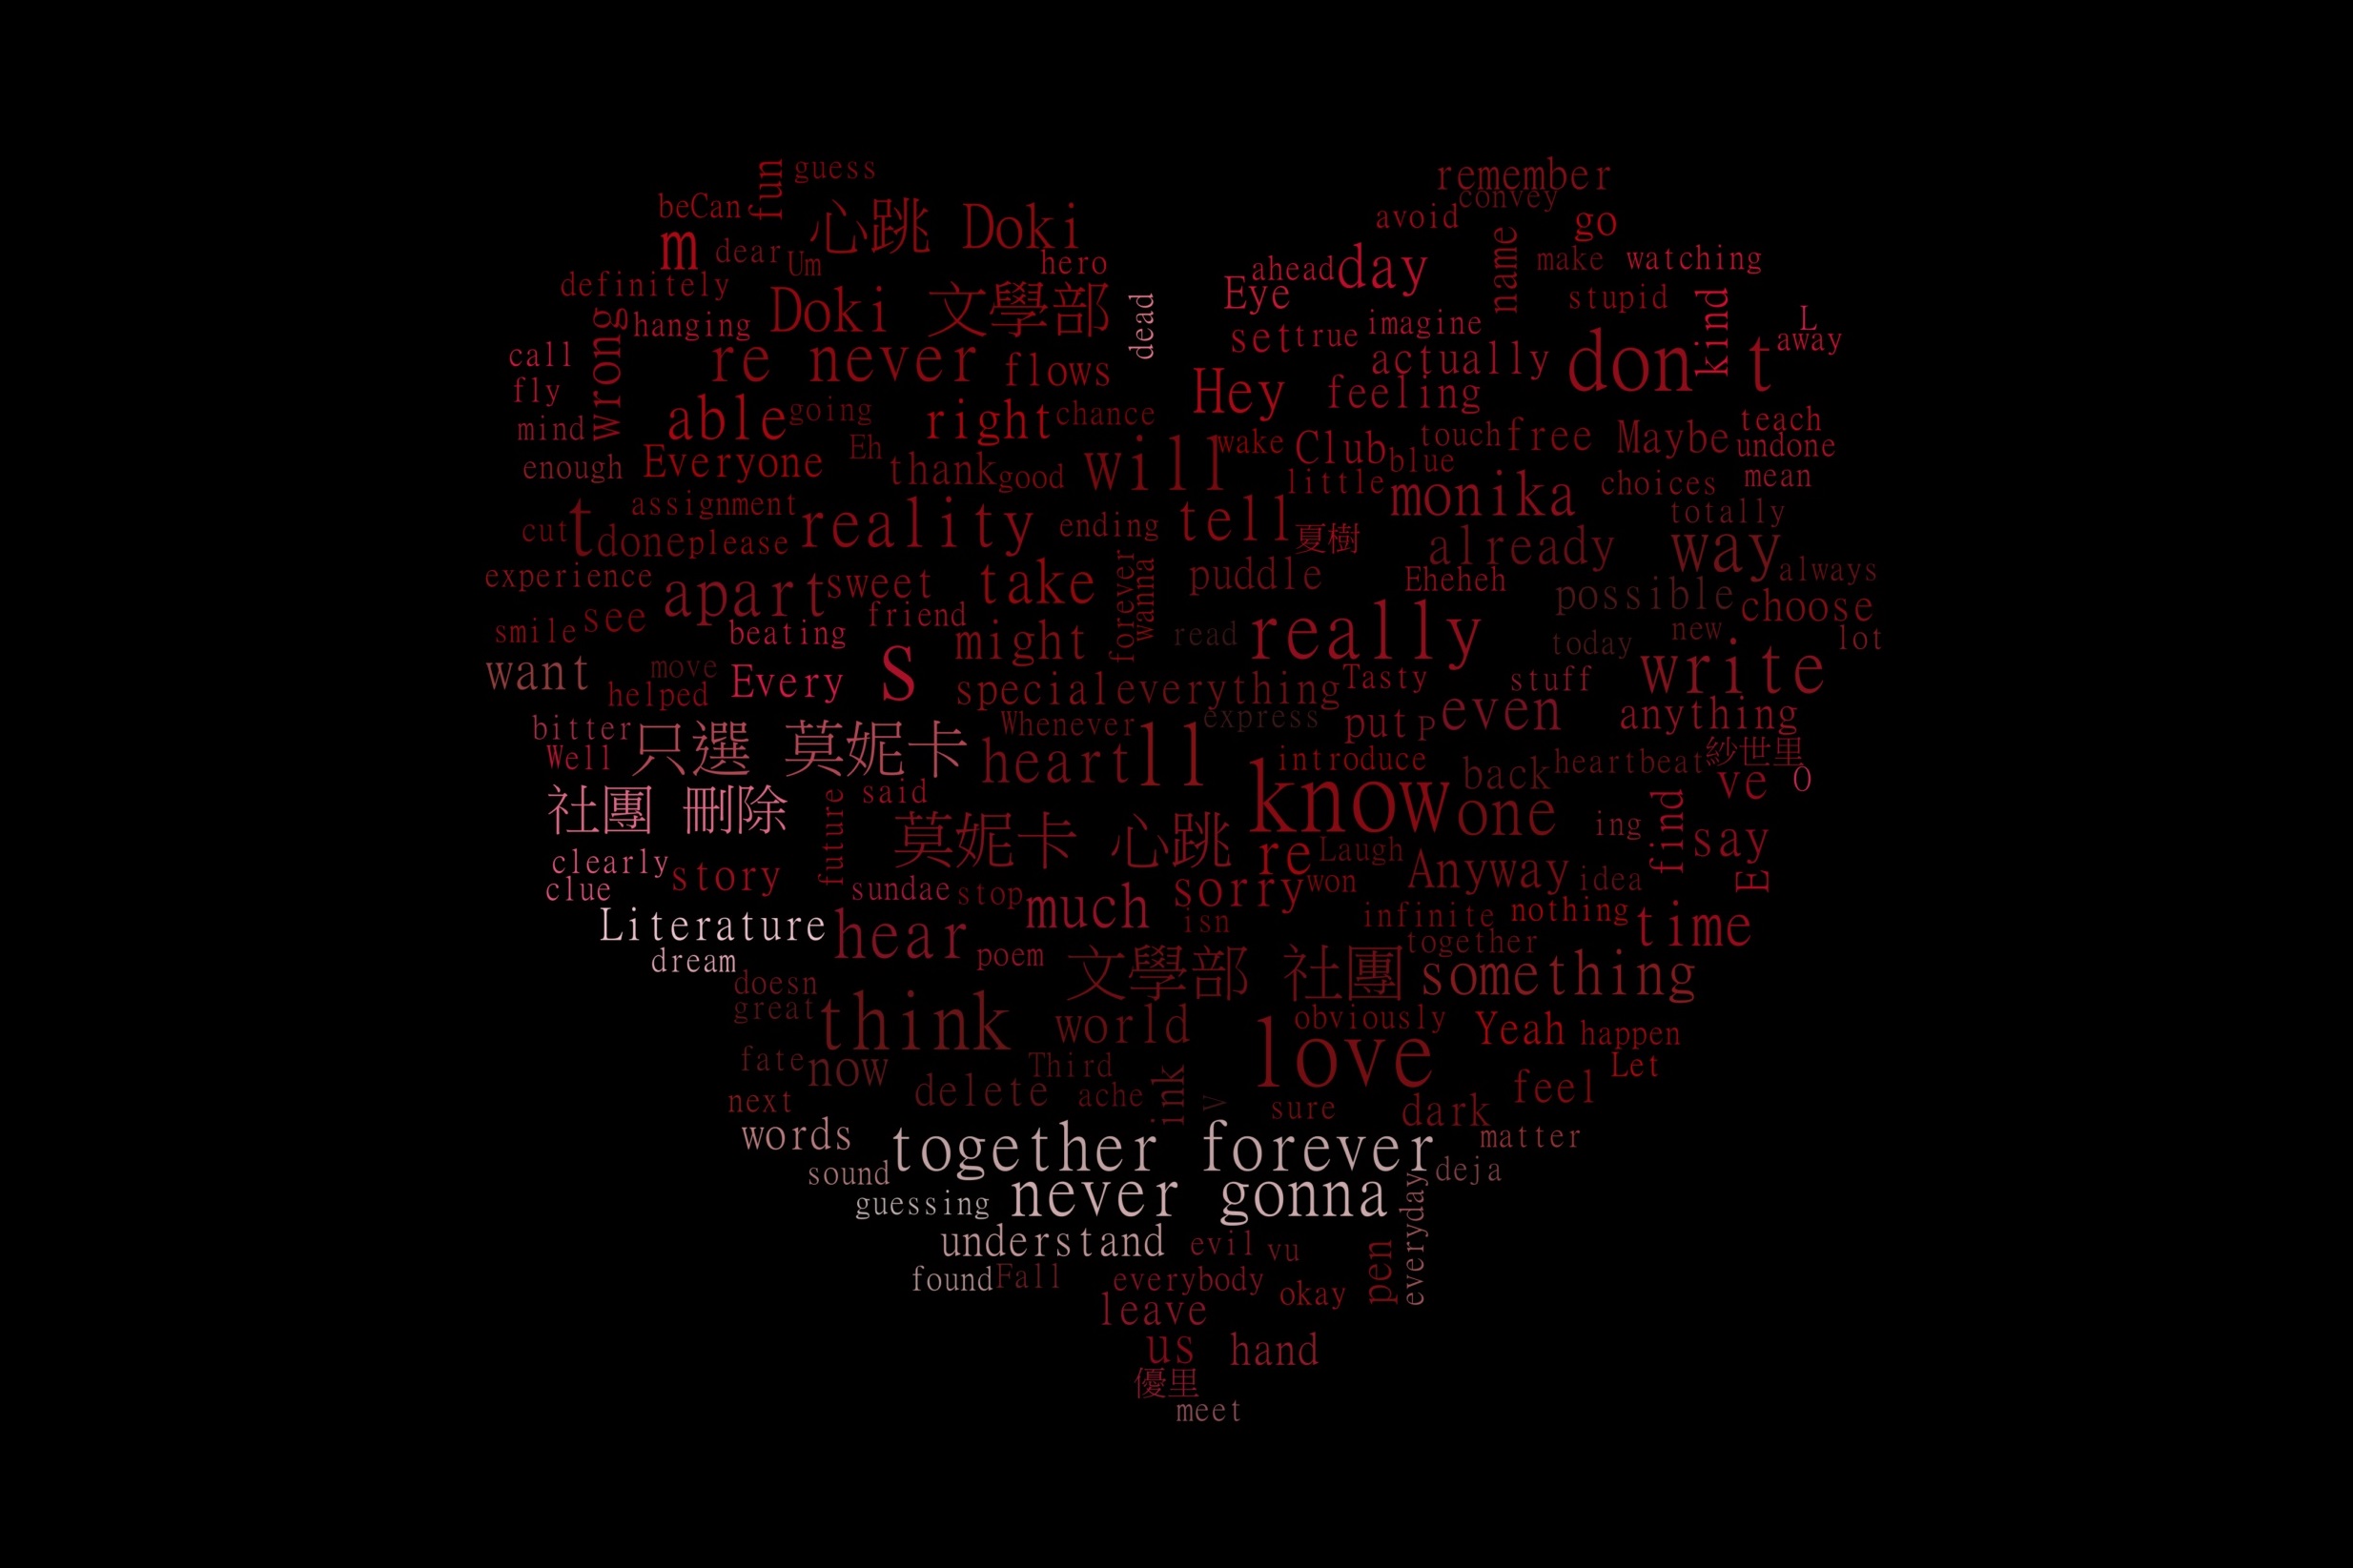 guess
fun
remember
beCan
convey
心跳 Doki
avoid
go
m
dear
Um
hero
name
make
watching
definitely
ahead
day
Eye
stupid
kind
Doki 文學部
dead
hanging
wrong
set
true
imagine
L
away
call
re never
flows
actually
don t
fly
Hey
feeling
able
going
right
chance
teach
mind
wake
Club
touch
free
Maybe
undone
enough
Everyone
Eh
thank
good
will
blue
little
monika
choices
mean
assignment
cut
t
done
please
reality
ending
tell
夏樹
totally
already
way
always
experience
apart
sweet
take
forever
wanna
puddle
Eheheh
possible
choose
smile
see
friend
beating
might
read
really
today
new
lot
want
move
helped
Every
S
special
everything
Tasty
stuff
write
bitter
Well
只選 莫妮卡
Whenever
express
put
P
even
anything
heart
ll
introduce
back
heartbeat
紗世里
ve
O
社團 刪除
future
said
know
one
ing
find
say
莫妮卡 心跳
re
Laugh
clearly
story
Anyway
idea
E
clue
sundae
stop
much
sorry
won
Literature
hear
isn
infinite
nothing
time
dream
poem
together
文學部 社團
something
doesn
great
think
world
love
obviously
Yeah
happen
fate
now
Third
Let
delete
ache
ink
V
feel
next
sure
dark
words
together forever
matter
sound
deja
guessing
never gonna
everyday
understand
evil
vu
pen
found
Fall
everybody
okay
leave
us
hand
優里
meet